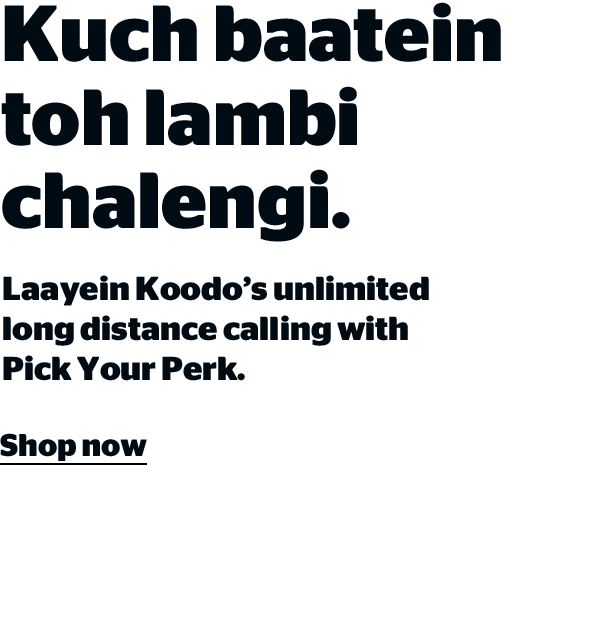 Kuch baatein
toh lambi
chalengi.
Laayein Koodo’s unlimited
long distance calling with
Pick Your Perk.
Shop now